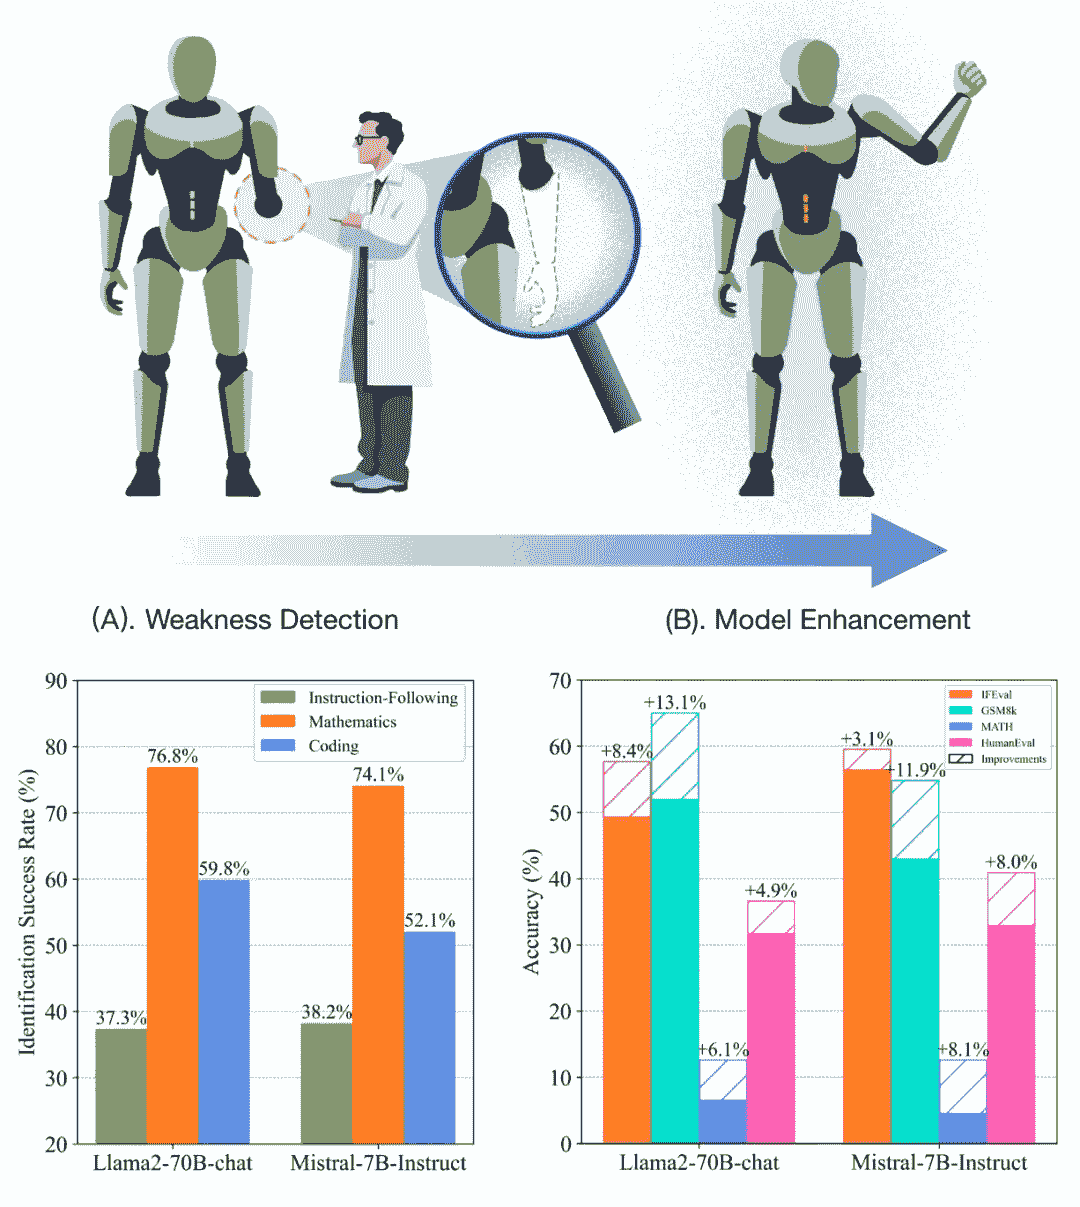 (A). Weakness Detection
(B). Model Enhancement
Identification Success Rate (%)
90
80
70
60
50
40
30
20
Instruction-Following
Mathematics
Coding
37.3%
76.8%
59.8%
38.2%
74.1%
52.1%
Llama2-70B-chat
Mistral-7B-Instruct
Accuracy (%)
70
60
50
40
30
20
10
0
IFEval
GSM8k
MATH
HumanEval
Improvements
+8.4%
+13.1%
+6.1%
+4.9%
+3.1%
+11.9%
+8.1%
+8.0%
Llama2-70B-chat
Mistral-7B-Instruct